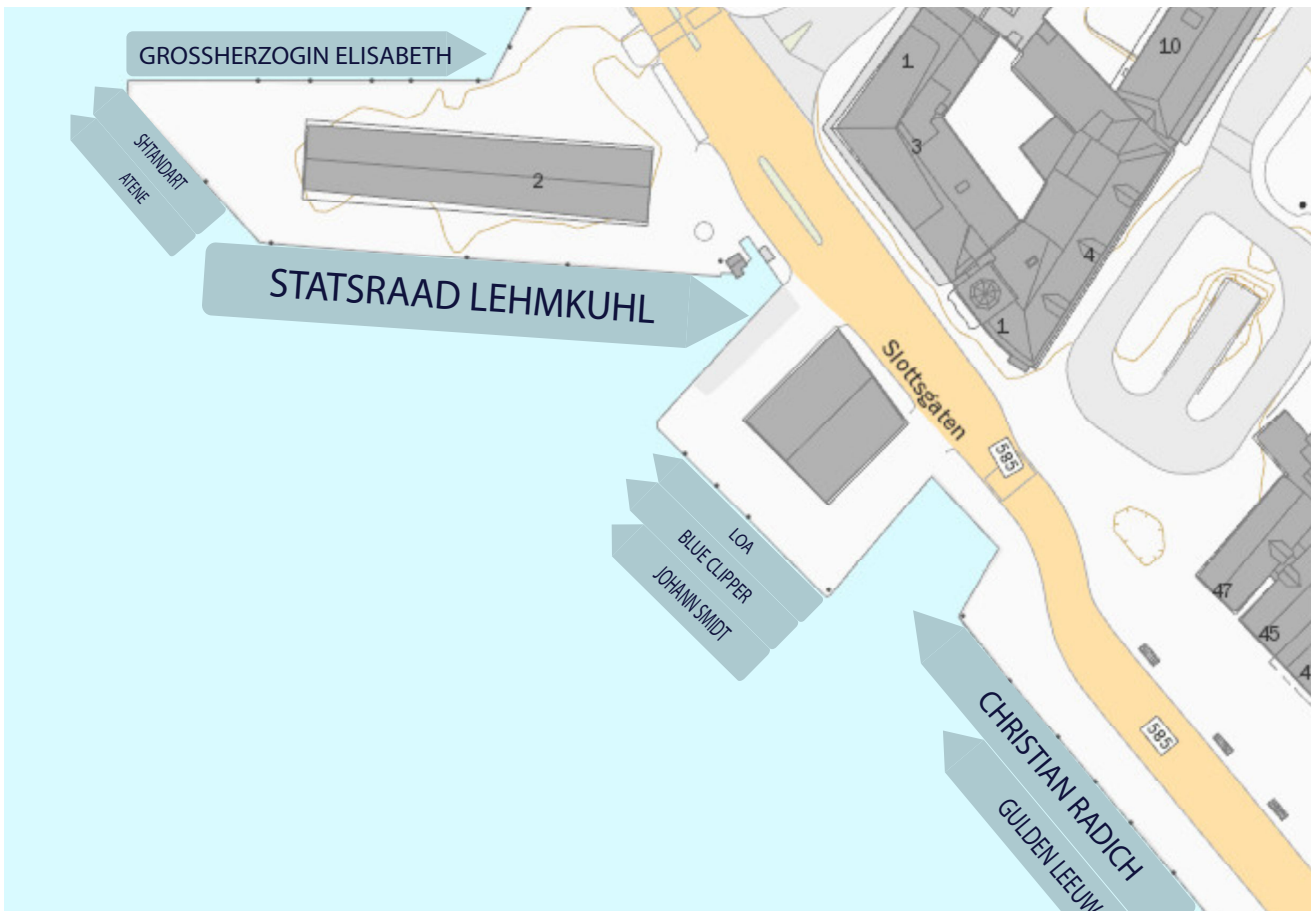 GROSSHERZOGIN ELISABETH
SHTANDART
ATENE
STATSRAAD LEHMKUHL
2
1
10
3
4
1
Slottsgaten
585
LOA
BLUE CLIPPER
JOHANN SMIDT
47
45
4
585
CHRISTIAN RADICH
GULDEN LEEUW